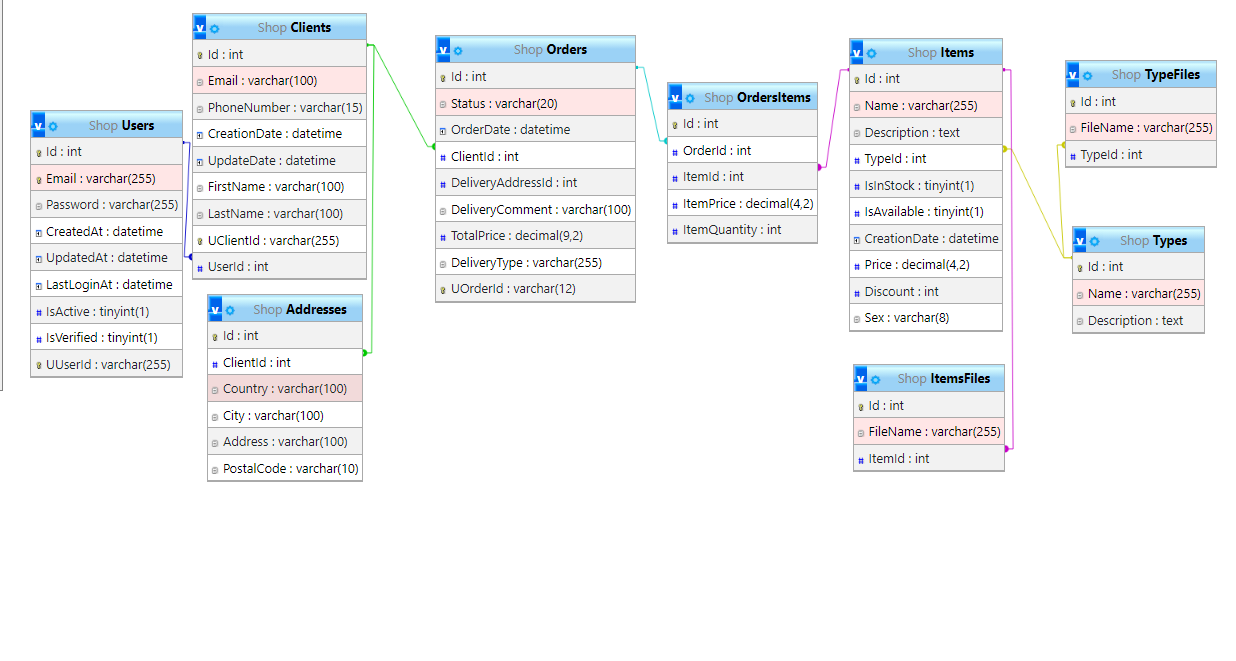 Shop Users
Id : int
Email : varchar(255)
Password : varchar(255)
CreatedAt : datetime
UpdatedAt : datetime
LastLoginAt : datetime
IsActive : tinyint(1)
IsVerified : tinyint(1)
UUserId : varchar(255)
Shop Clients
Id : int
Email : varchar(100)
PhoneNumber : varchar(15)
CreationDate : datetime
UpdateDate : datetime
FirstName : varchar(100)
LastName : varchar(100)
UClientId : varchar(255)
UserId : int
Shop Addresses
Id : int
ClientId : int
Country : varchar(100)
City : varchar(100)
Address : varchar(100)
PostalCode : varchar(10)
Shop Orders
Id : int
Status : varchar(20)
OrderDate : datetime
ClientId : int
DeliveryAddressId : int
DeliveryComment : varchar(100)
TotalPrice : decimal(9,2)
DeliveryType : varchar(255)
UOrderId : varchar(12)
Shop OrdersItems
Id : int
OrderId : int
ItemId : int
ItemPrice : decimal(4,2)
ItemQuantity : int
Shop Items
Id : int
Name : varchar(255)
Description : text
TypeId : int
IsInStock : tinyint(1)
IsAvailable : tinyint(1)
CreationDate : datetime
Price : decimal(4,2)
Discount : int
Sex : varchar(8)
Shop ItemsFiles
Id : int
FileName : varchar(255)
ItemId : int
Shop TypeFiles
Id : int
FileName : varchar(255)
TypeId : int
Shop Types
Id : int
Name : varchar(255)
Description : text